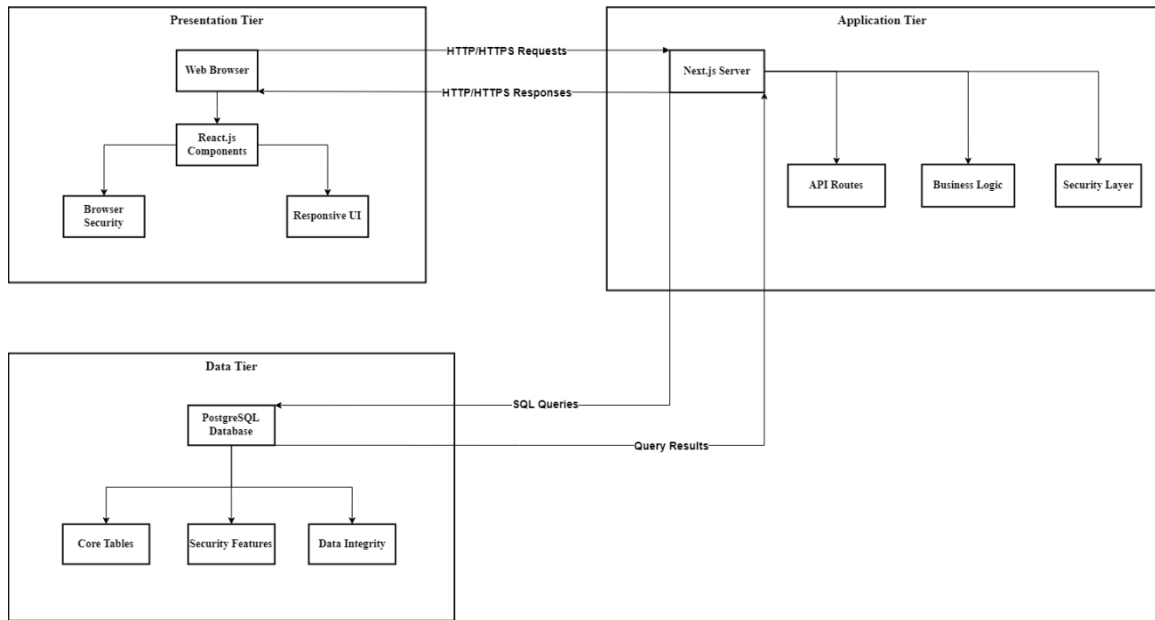 Presentation Tier
Application Tier
Web Browser
HTTP/HTTPS Requests
Next.js Server
HTTP/HTTPS Responses
React.js
Components
API Routes
Business Logic
Security Layer
Browser
Security
Responsive UI
Data Tier
PostgreSQL
Database
SQL Queries
Query Results
Core Tables
Security Features
Data Integrity